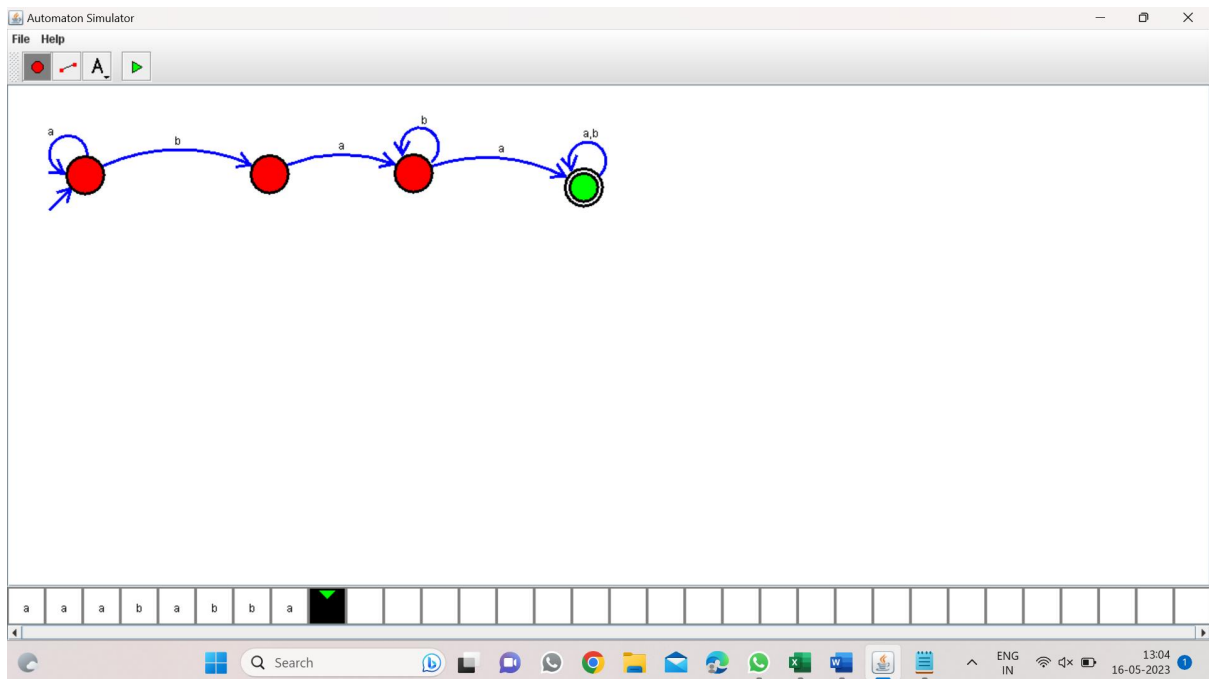 Automaton Simulator
File Help
A
a
b
a
b
a
a,b
a a a b a b b a
Search
ENG
IN
13:04
16-05-2023
1